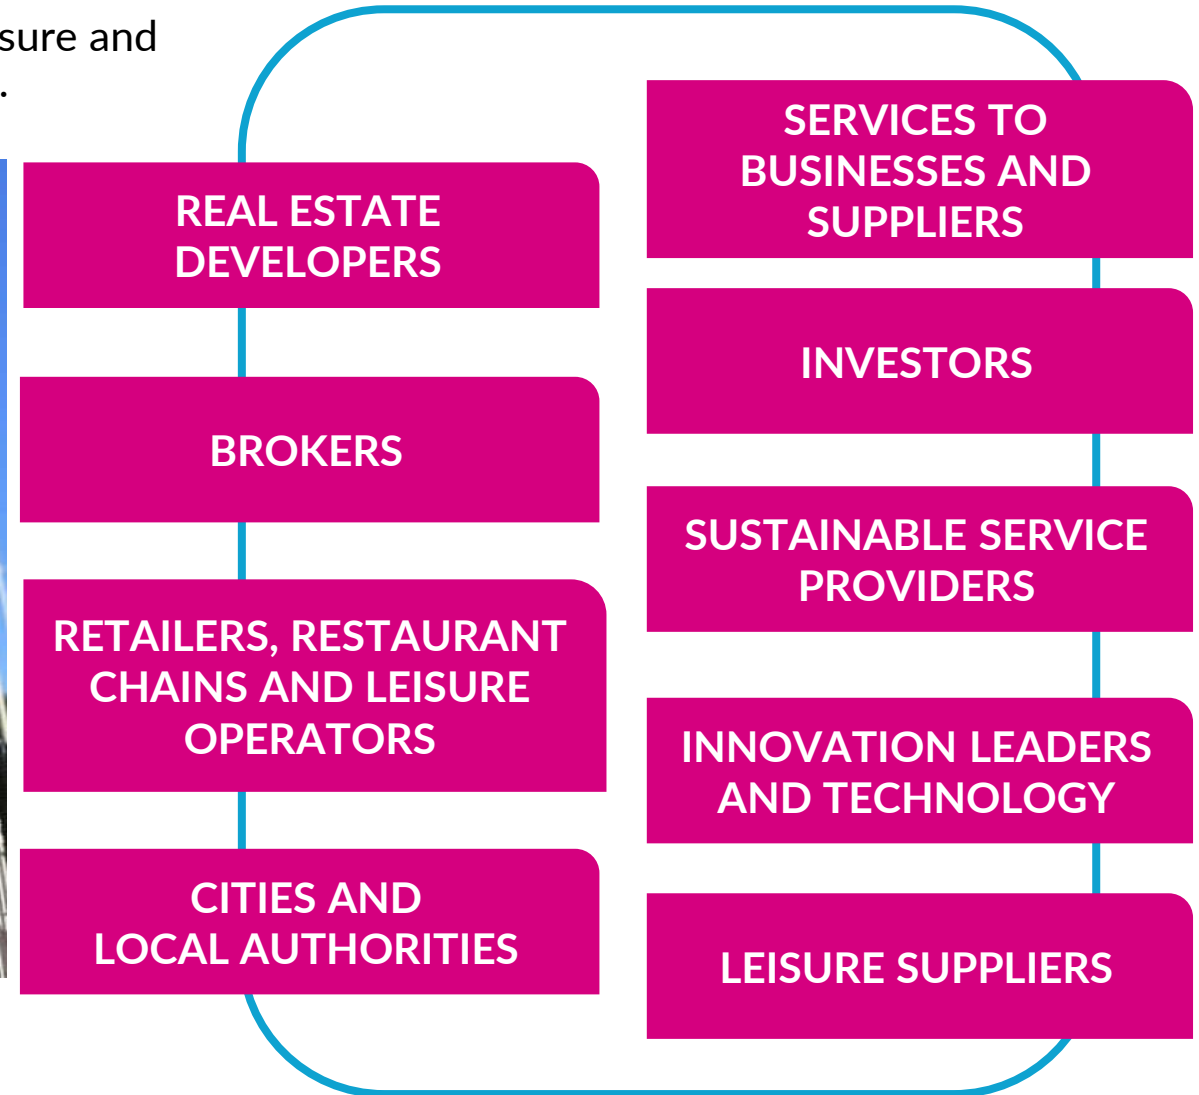 sure and
.
REAL ESTATE
DEVELOPERS
BROKERS
RETAILERS, RESTAURANT
CHAINS AND LEISURE
OPERATORS
CITIES AND
LOCAL AUTHORITIES
SERVICES TO
BUSINESSES AND
SUPPLIERS
INVESTORS
SUSTAINABLE SERVICE
PROVIDERS
INNOVATION LEADERS
AND TECHNOLOGY
LEISURE SUPPLIERS